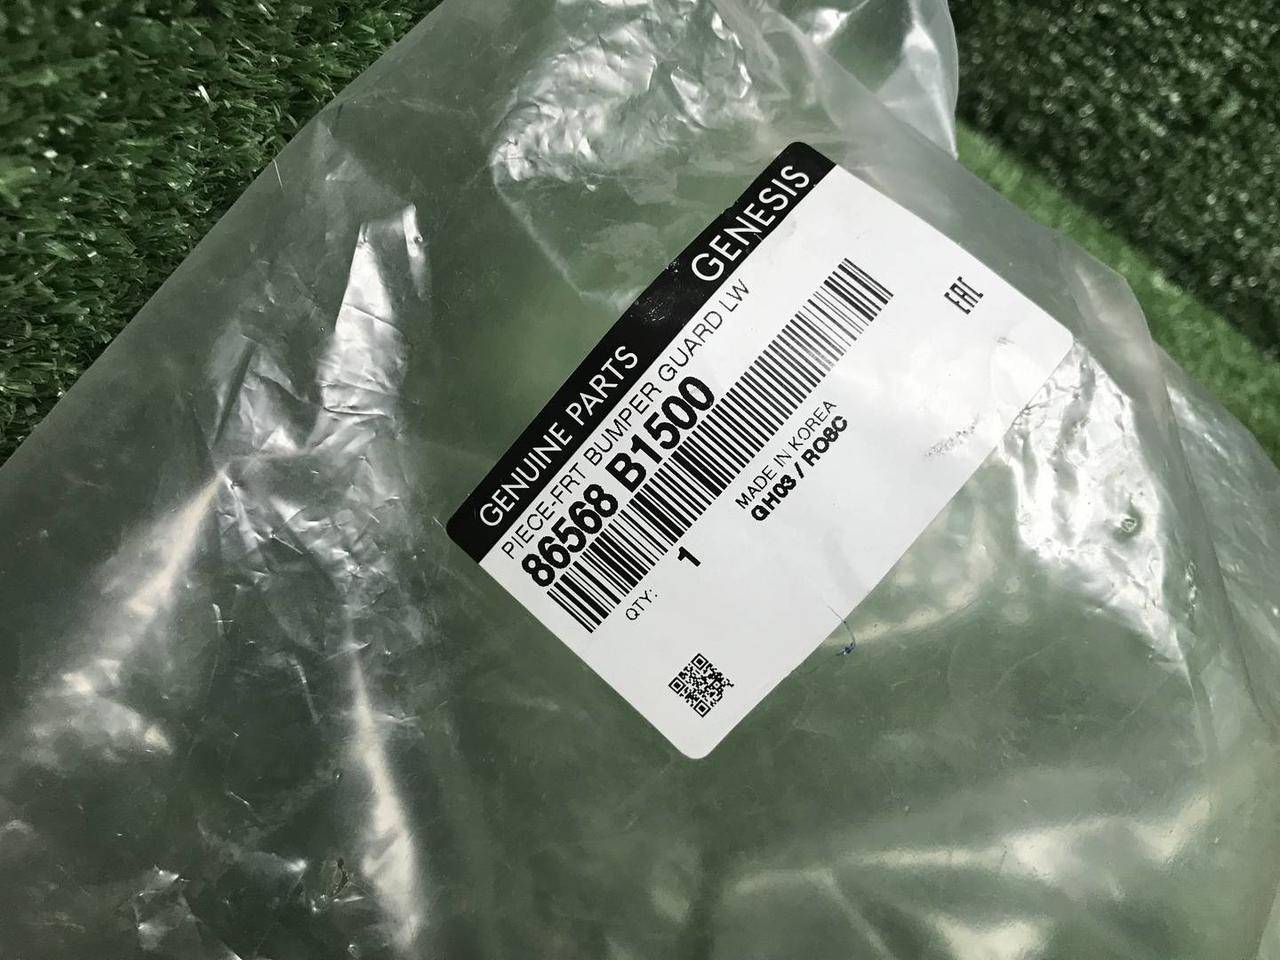 GENUINE PARTS GENESIS
PIECE-FRT BUMPER GUARD LW
86568 B1500
EAC
MADE IN KOREA
GH03 / RO8C
QTY: 1